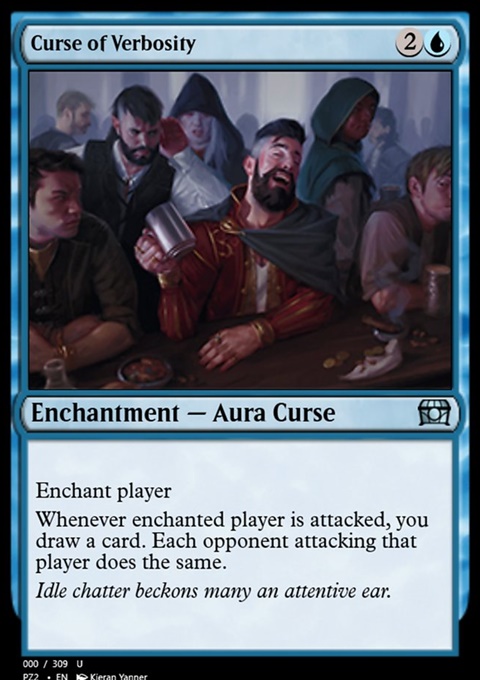 Curse of Verbosity
2
Enchantment — Aura Curse
Enchant player
Whenever enchanted player is attacked, you
draw a card. Each opponent attacking that
player does the same.
Idle chatter beckons many an attentive ear.
000 / 309 U
PZ2 • EN Kieran Yanner